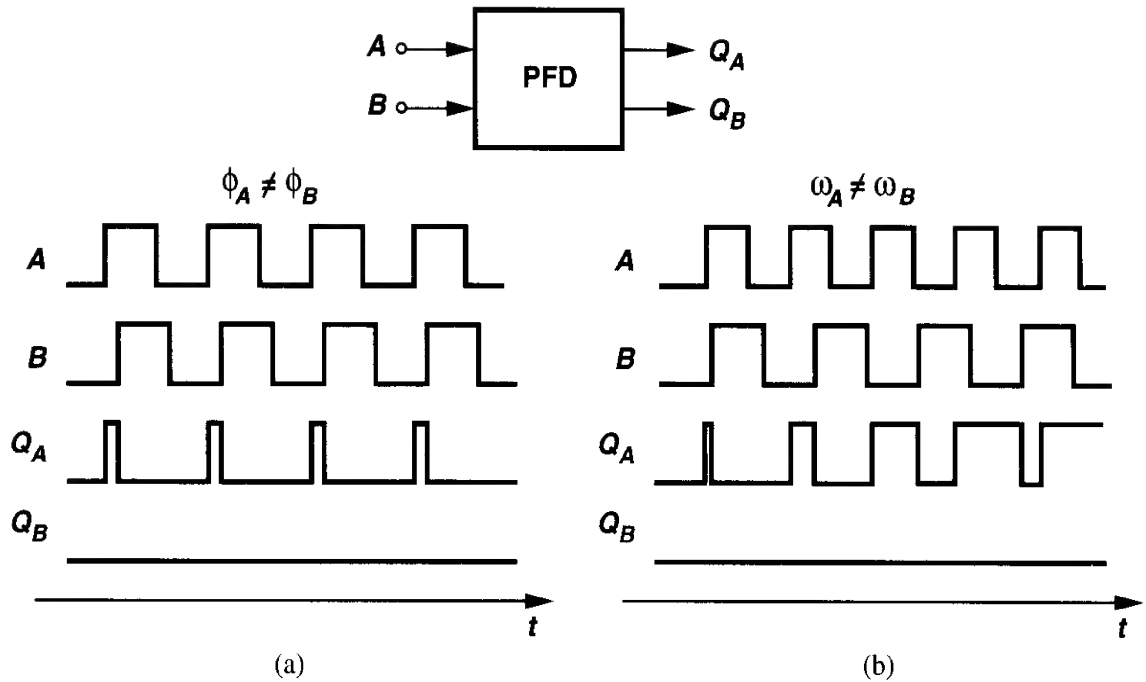 A
PFD
Q_A
B
Q_B
ϕ_A ≠ ϕ_B
A
B
Q_A
Q_B
t
(a)
ω_A ≠ ω_B
A
B
Q_A
Q_B
t
(b)